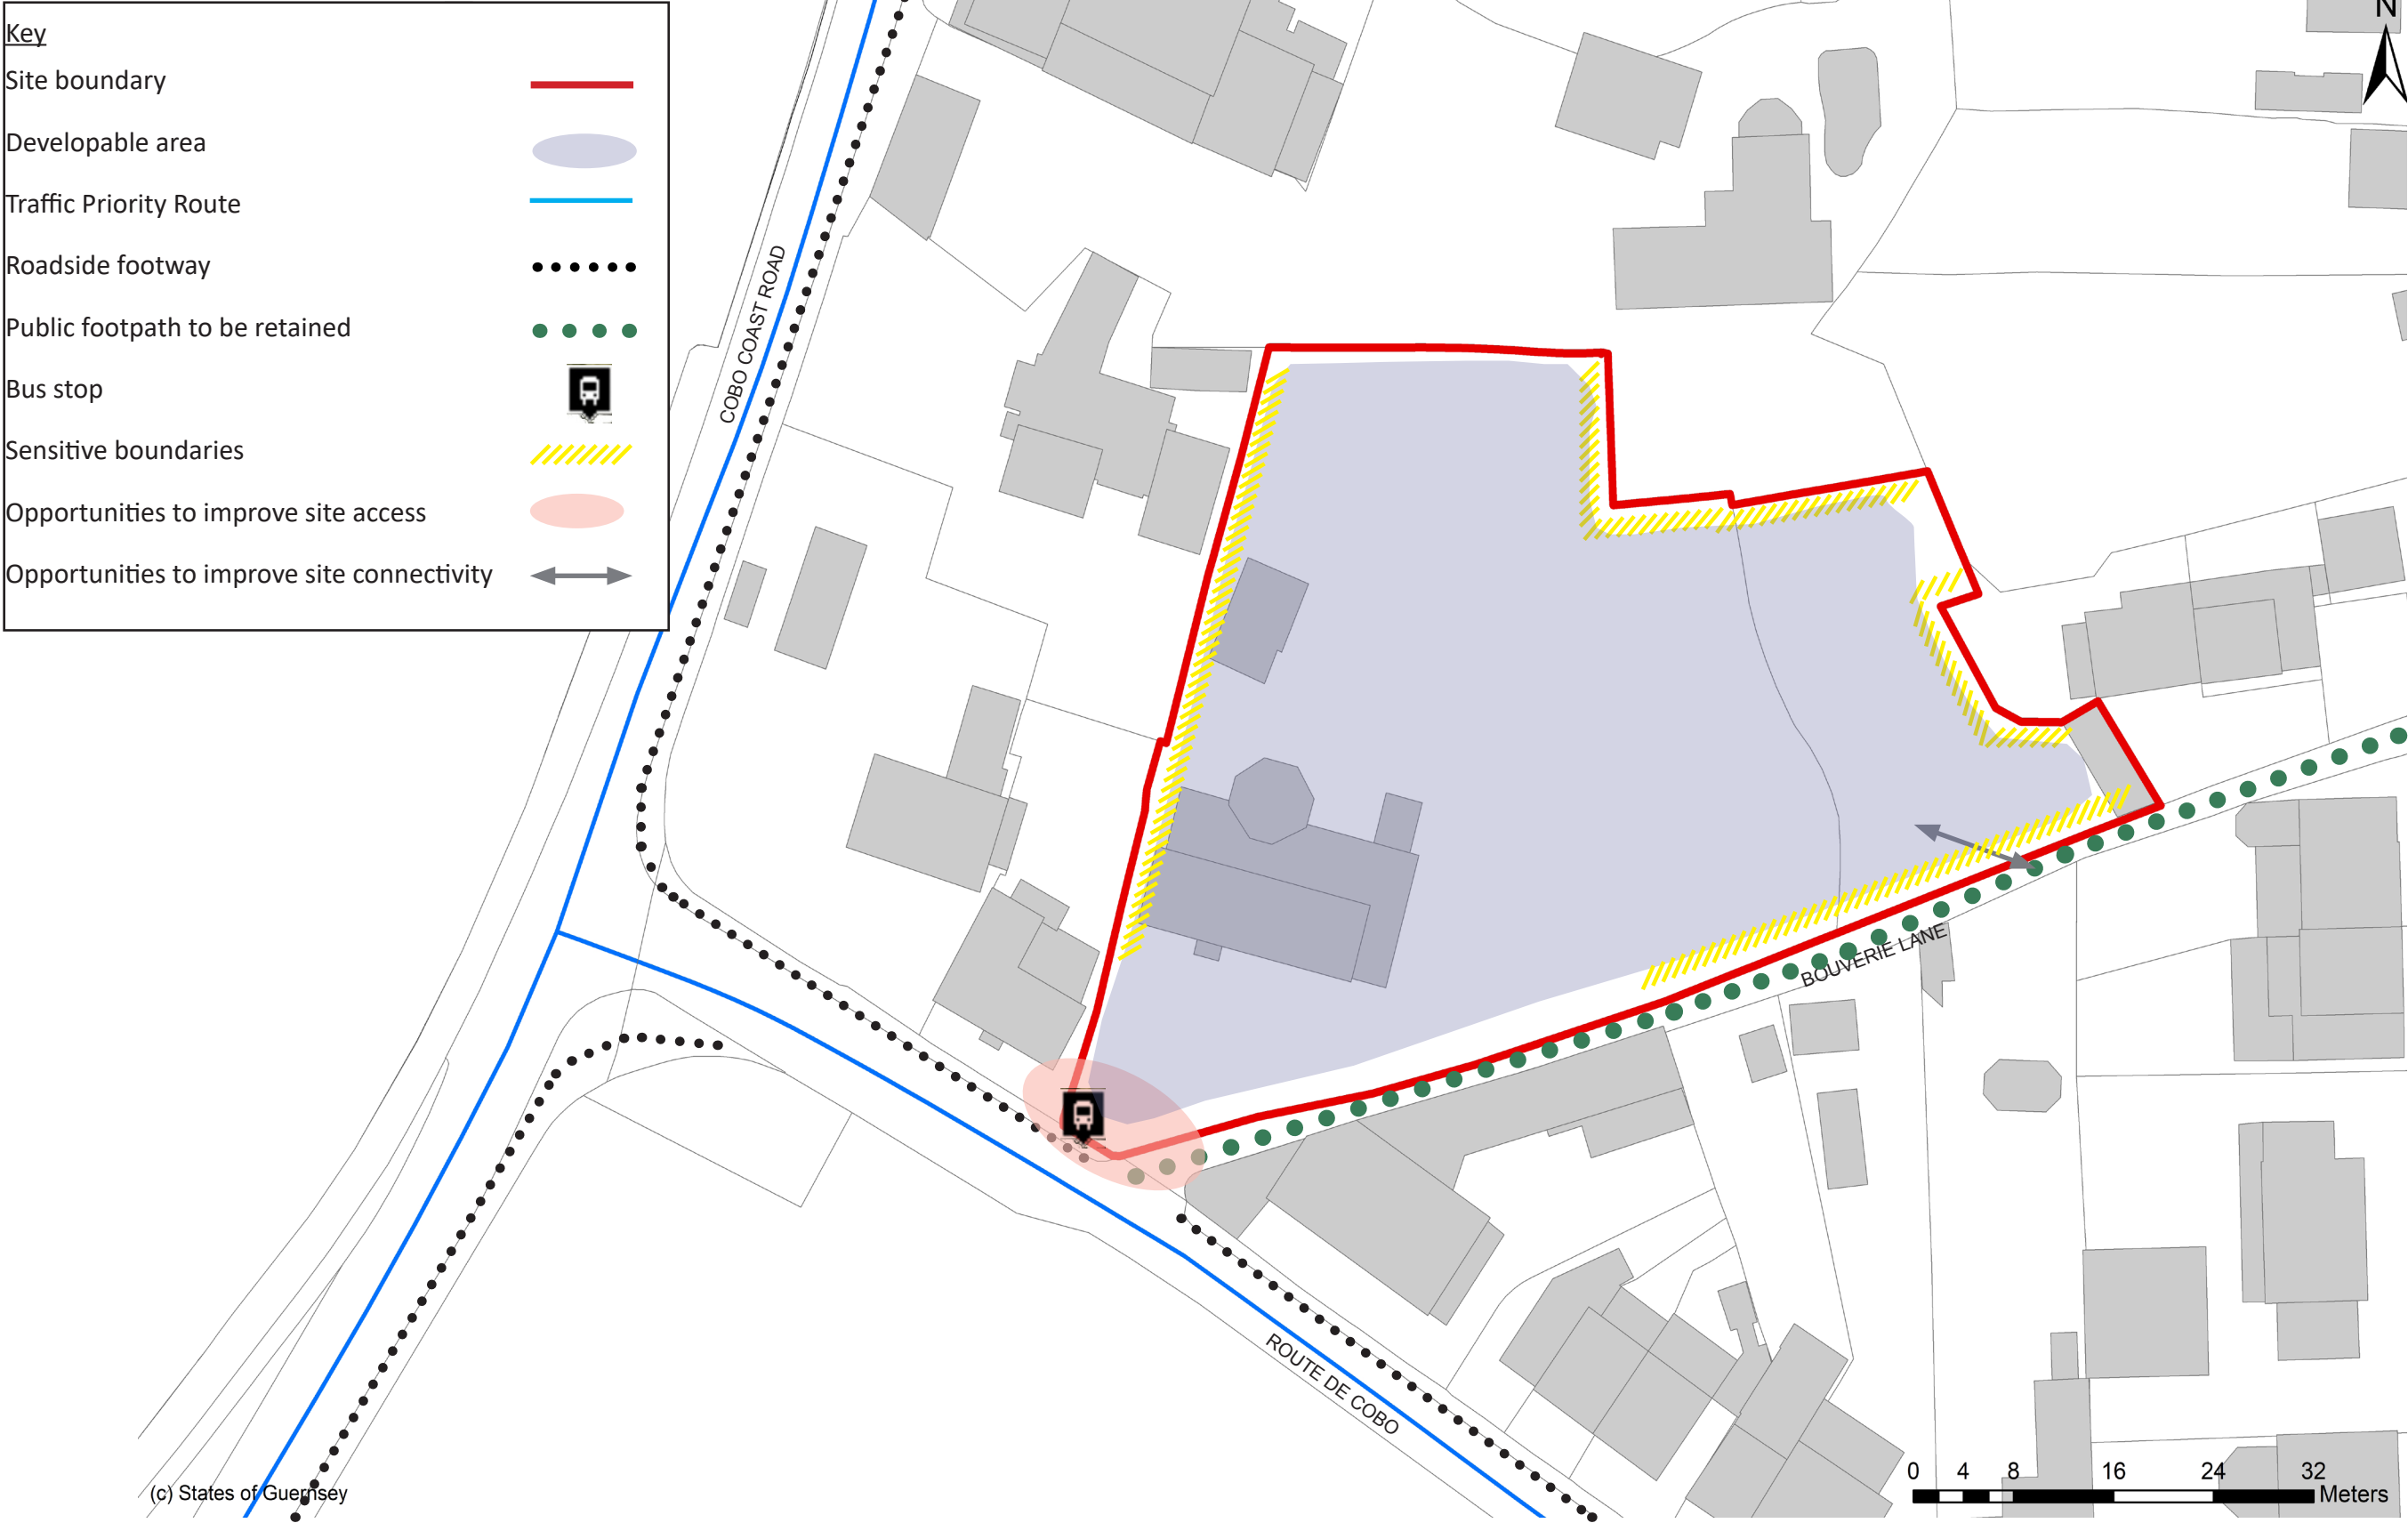 Key
Site boundary
Developable area
Traffic Priority Route
Roadside footway
Public footpath to be retained
Bus stop
Sensitive boundaries
Opportunities to improve site access
Opportunities to improve site connectivity
N
COBO COAST ROAD
BOUVERIE LANE
ROUTE DE COBO
(c) States of Guernsey
0 4 8 16 24 32
Meters